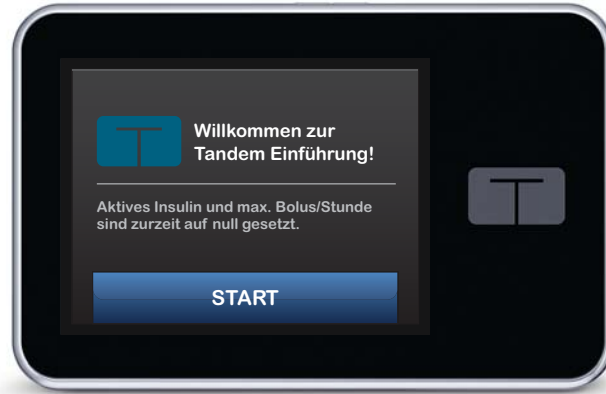 Willkommen zur
Tandem Einführung!
Aktives Insulin und max. Bolus/Stunde
sind zurzeit auf null gesetzt.
START